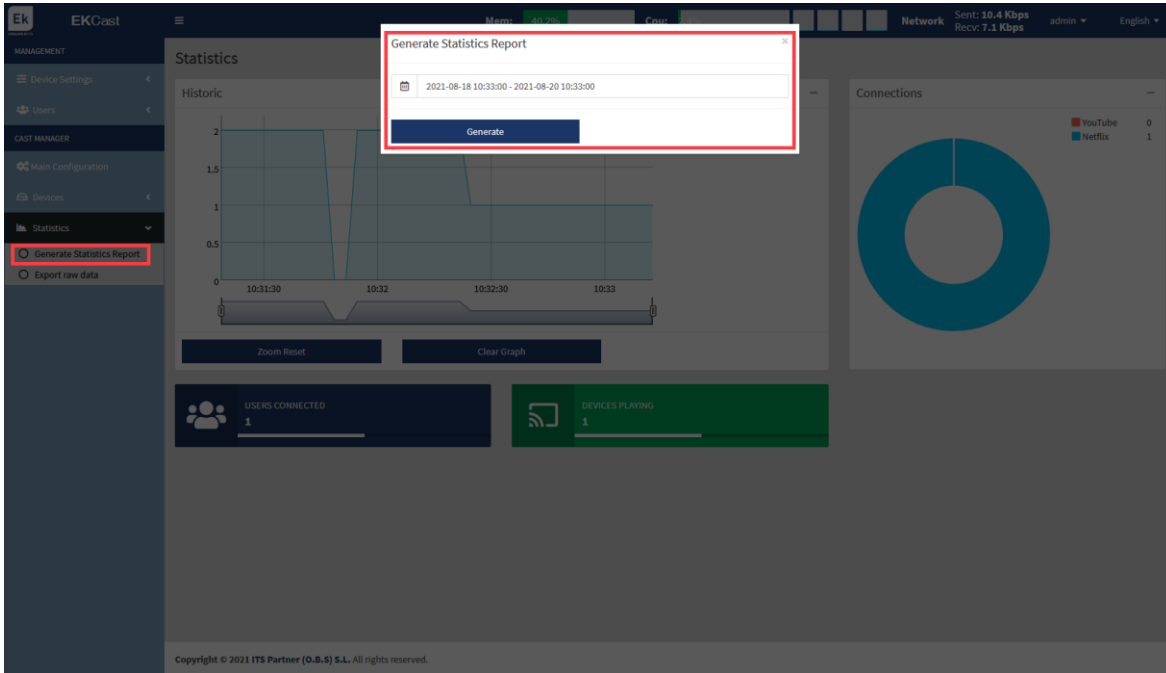 Ek
EKCast
Mem: 40.2%
Cpu:
Network
Sent: 10.4 Kbps
Recv: 7.1 Kbps
admin
English
MANAGEMENT
Device Settings
Users
CAST MANAGER
Main Configuration
Devices
Statistics
Generate Statistics Report
Export raw data
Statistics
Generate Statistics Report
×
2021-08-18 10:33:00 - 2021-08-20 10:33:00
Generate
Historic
2
1.5
1
0.5
0
10:31:30
10:32
10:32:30
10:33
Zoom Reset
Clear Graph
Connections
YouTube 0
Netflix 1
USERS CONNECTED
1
DEVICES PLAYING
1
Copyright © 2021 ITS Partner (O.B.S) S.L. All rights reserved.